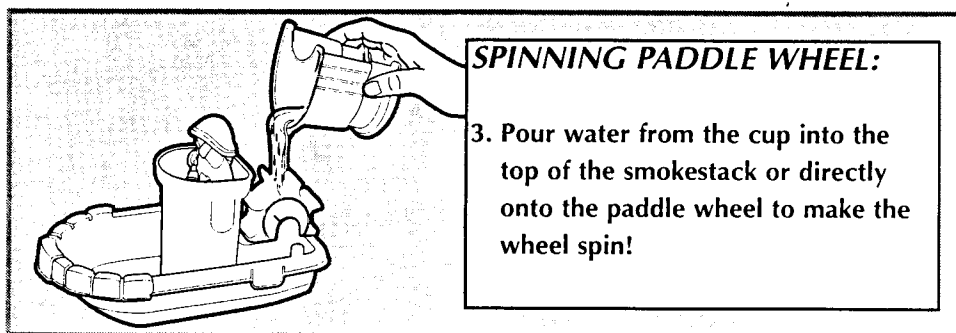 SPINNING PADDLE WHEEL:
3. Pour water from the cup into the
top of the smokestack or directly
onto the paddle wheel to make the
wheel spin!